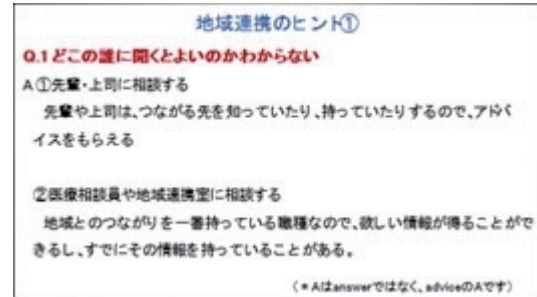 地域連携のヒント①
Q.1どこの誰に聞くとよいのかわからない
A ①先輩・上司に相談する
先輩や上司は、つながる先を知っていたり、持っていたりするので、アドバ
イスをもらえる
②医療相談員や地域連携室に相談する
地域とのつながりを一番持っている職種なので、欲しい情報が得ることがで
きるし、すでにその情報を持っていることがある。
(＊Aはanswerではなく、adviceのAです)